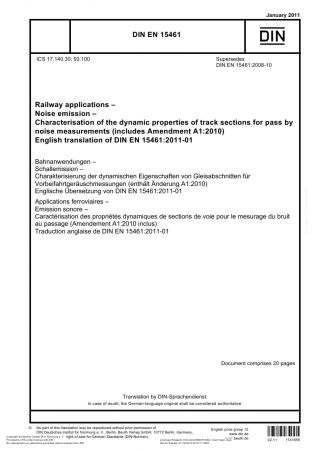 January 2011
DIN EN 15461
DIN
ICS 17.140.30; 93.100
Supersedes
DIN EN 15461:2008-10
Railway applications –
Noise emission –
Characterisation of the dynamic properties of track sections for pass by
noise measurements (includes Amendment A1:2010)
English translation of DIN EN 15461:2011-01
Bahnanwendungen –
Schallemission –
Charakterisierung der dynamischen Eigenschaften von Gleisabschnitten für
Vorbeifahrtgeräuschmessungen (enthält Änderung A1:2010)
Englische Übersetzung von DIN EN 15461:2011-01
Applications ferroviaires –
Emission sonore –
Caractérisation des propriétés dynamiques de sections de voie pour le mesurage du bruit
au passage (Amendement A1:2010 inclus)
Traduction anglaise de DIN EN 15461:2011-01
Document comprises 20 pages
Translation by DIN-Sprachendienst.
In case of doubt, the German-language original shall be considered authoritative.
© No part of this translation may be reproduced without prior permission of
DIN Deutsches Institut für Normung e. V., Berlin. Beuth Verlag GmbH, 10772 Berlin, Germany,
right of sale for German Standards (DIN-Normen).
English price group 12
www.din.de
www.beuth.de